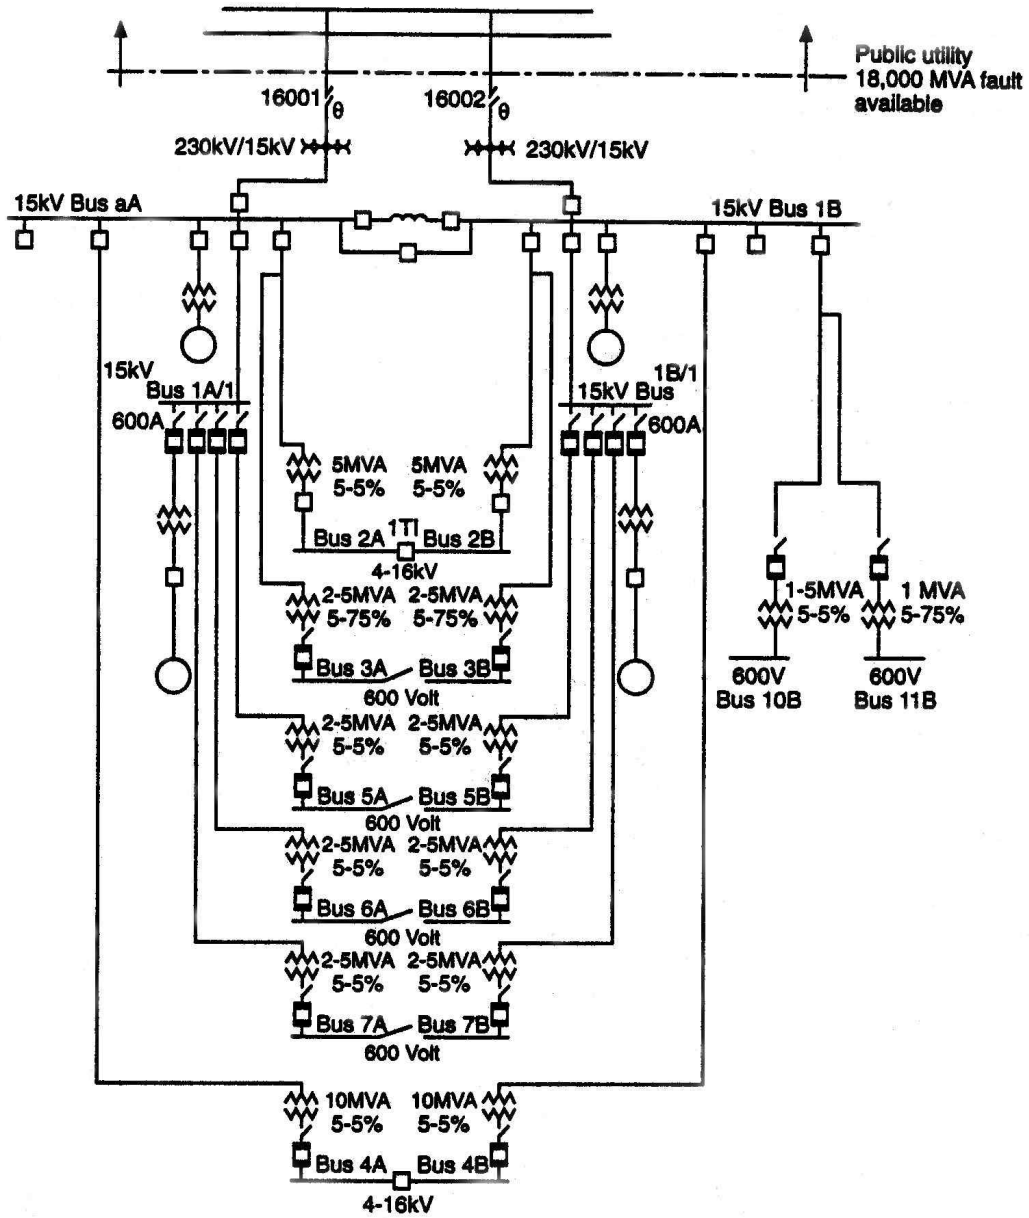 Public utility
18,000 MVA fault
available
16001
θ
16002
θ
230kV/15kV
230kV/15kV
15kV Bus aA
15kV Bus 1B
15kV
Bus 1A/1
600A
1B/1
15kV Bus
600A
5MVA
5-5%
5MVA
5-5%
Bus 2A
1TI
Bus 2B
4-16kV
2-5MVA
5-75%
2-5MVA
5-75%
Bus 3A
Bus 3B
600 Volt
1-5MVA
5-5%
1 MVA
5-75%
600V
Bus 10B
600V
Bus 11B
2-5MVA
5-5%
2-5MVA
5-5%
Bus 5A
Bus 5B
600 Volt
2-5MVA
5-5%
2-5MVA
5-5%
Bus 6A
Bus 6B
600 Volt
2-5MVA
5-5%
2-5MVA
5-5%
Bus 7A
Bus 7B
600 Volt
10MVA
5-5%
10MVA
5-5%
Bus 4A
Bus 4B
4-16kV